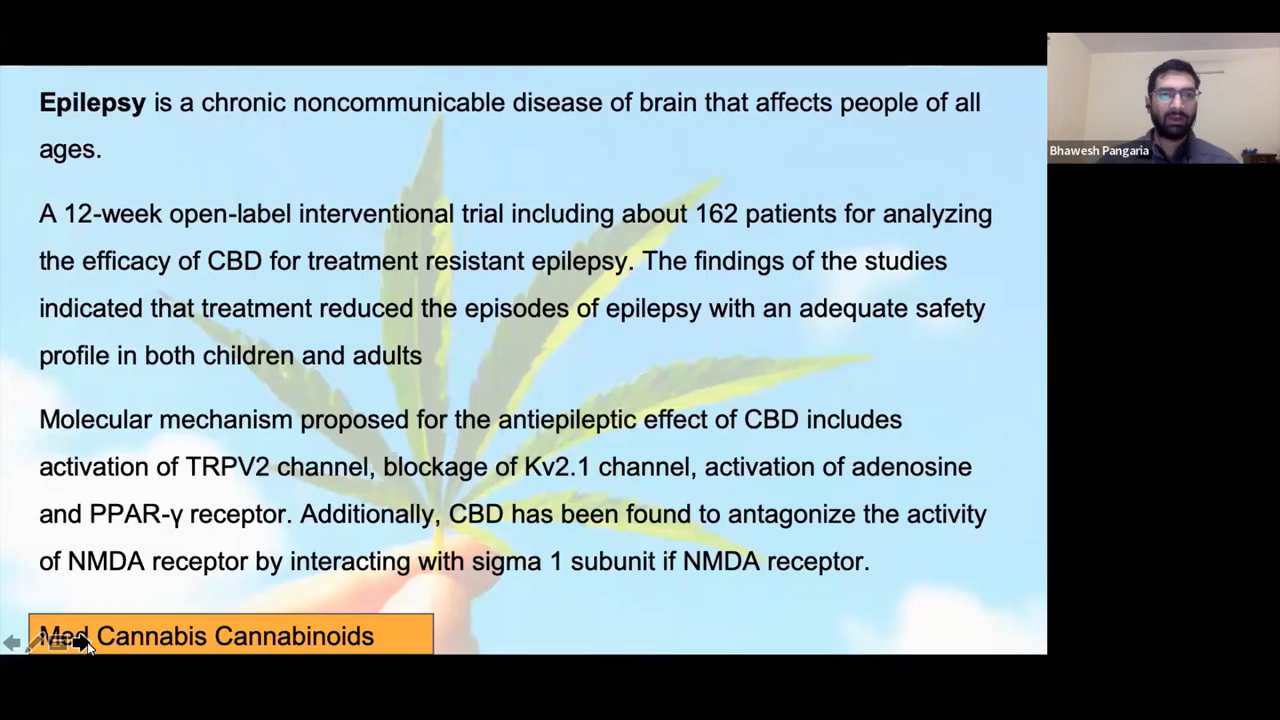 Epilepsy is a chronic noncommunicable disease of brain that affects people of all
ages.
A 12-week open-label interventional trial including about 162 patients for analyzing
the efficacy of CBD for treatment resistant epilepsy. The findings of the studies
indicated that treatment reduced the episodes of epilepsy with an adequate safety
profile in both children and adults
Molecular mechanism proposed for the antiepileptic effect of CBD includes
activation of TRPV2 channel, blockage of Kv2.1 channel, activation of adenosine
and PPAR-γ receptor. Additionally, CBD has been found to antagonize the activity
of NMDA receptor by interacting with sigma 1 subunit if NMDA receptor.
Med Cannabis Cannabinoids
Bhawesh Pangaria